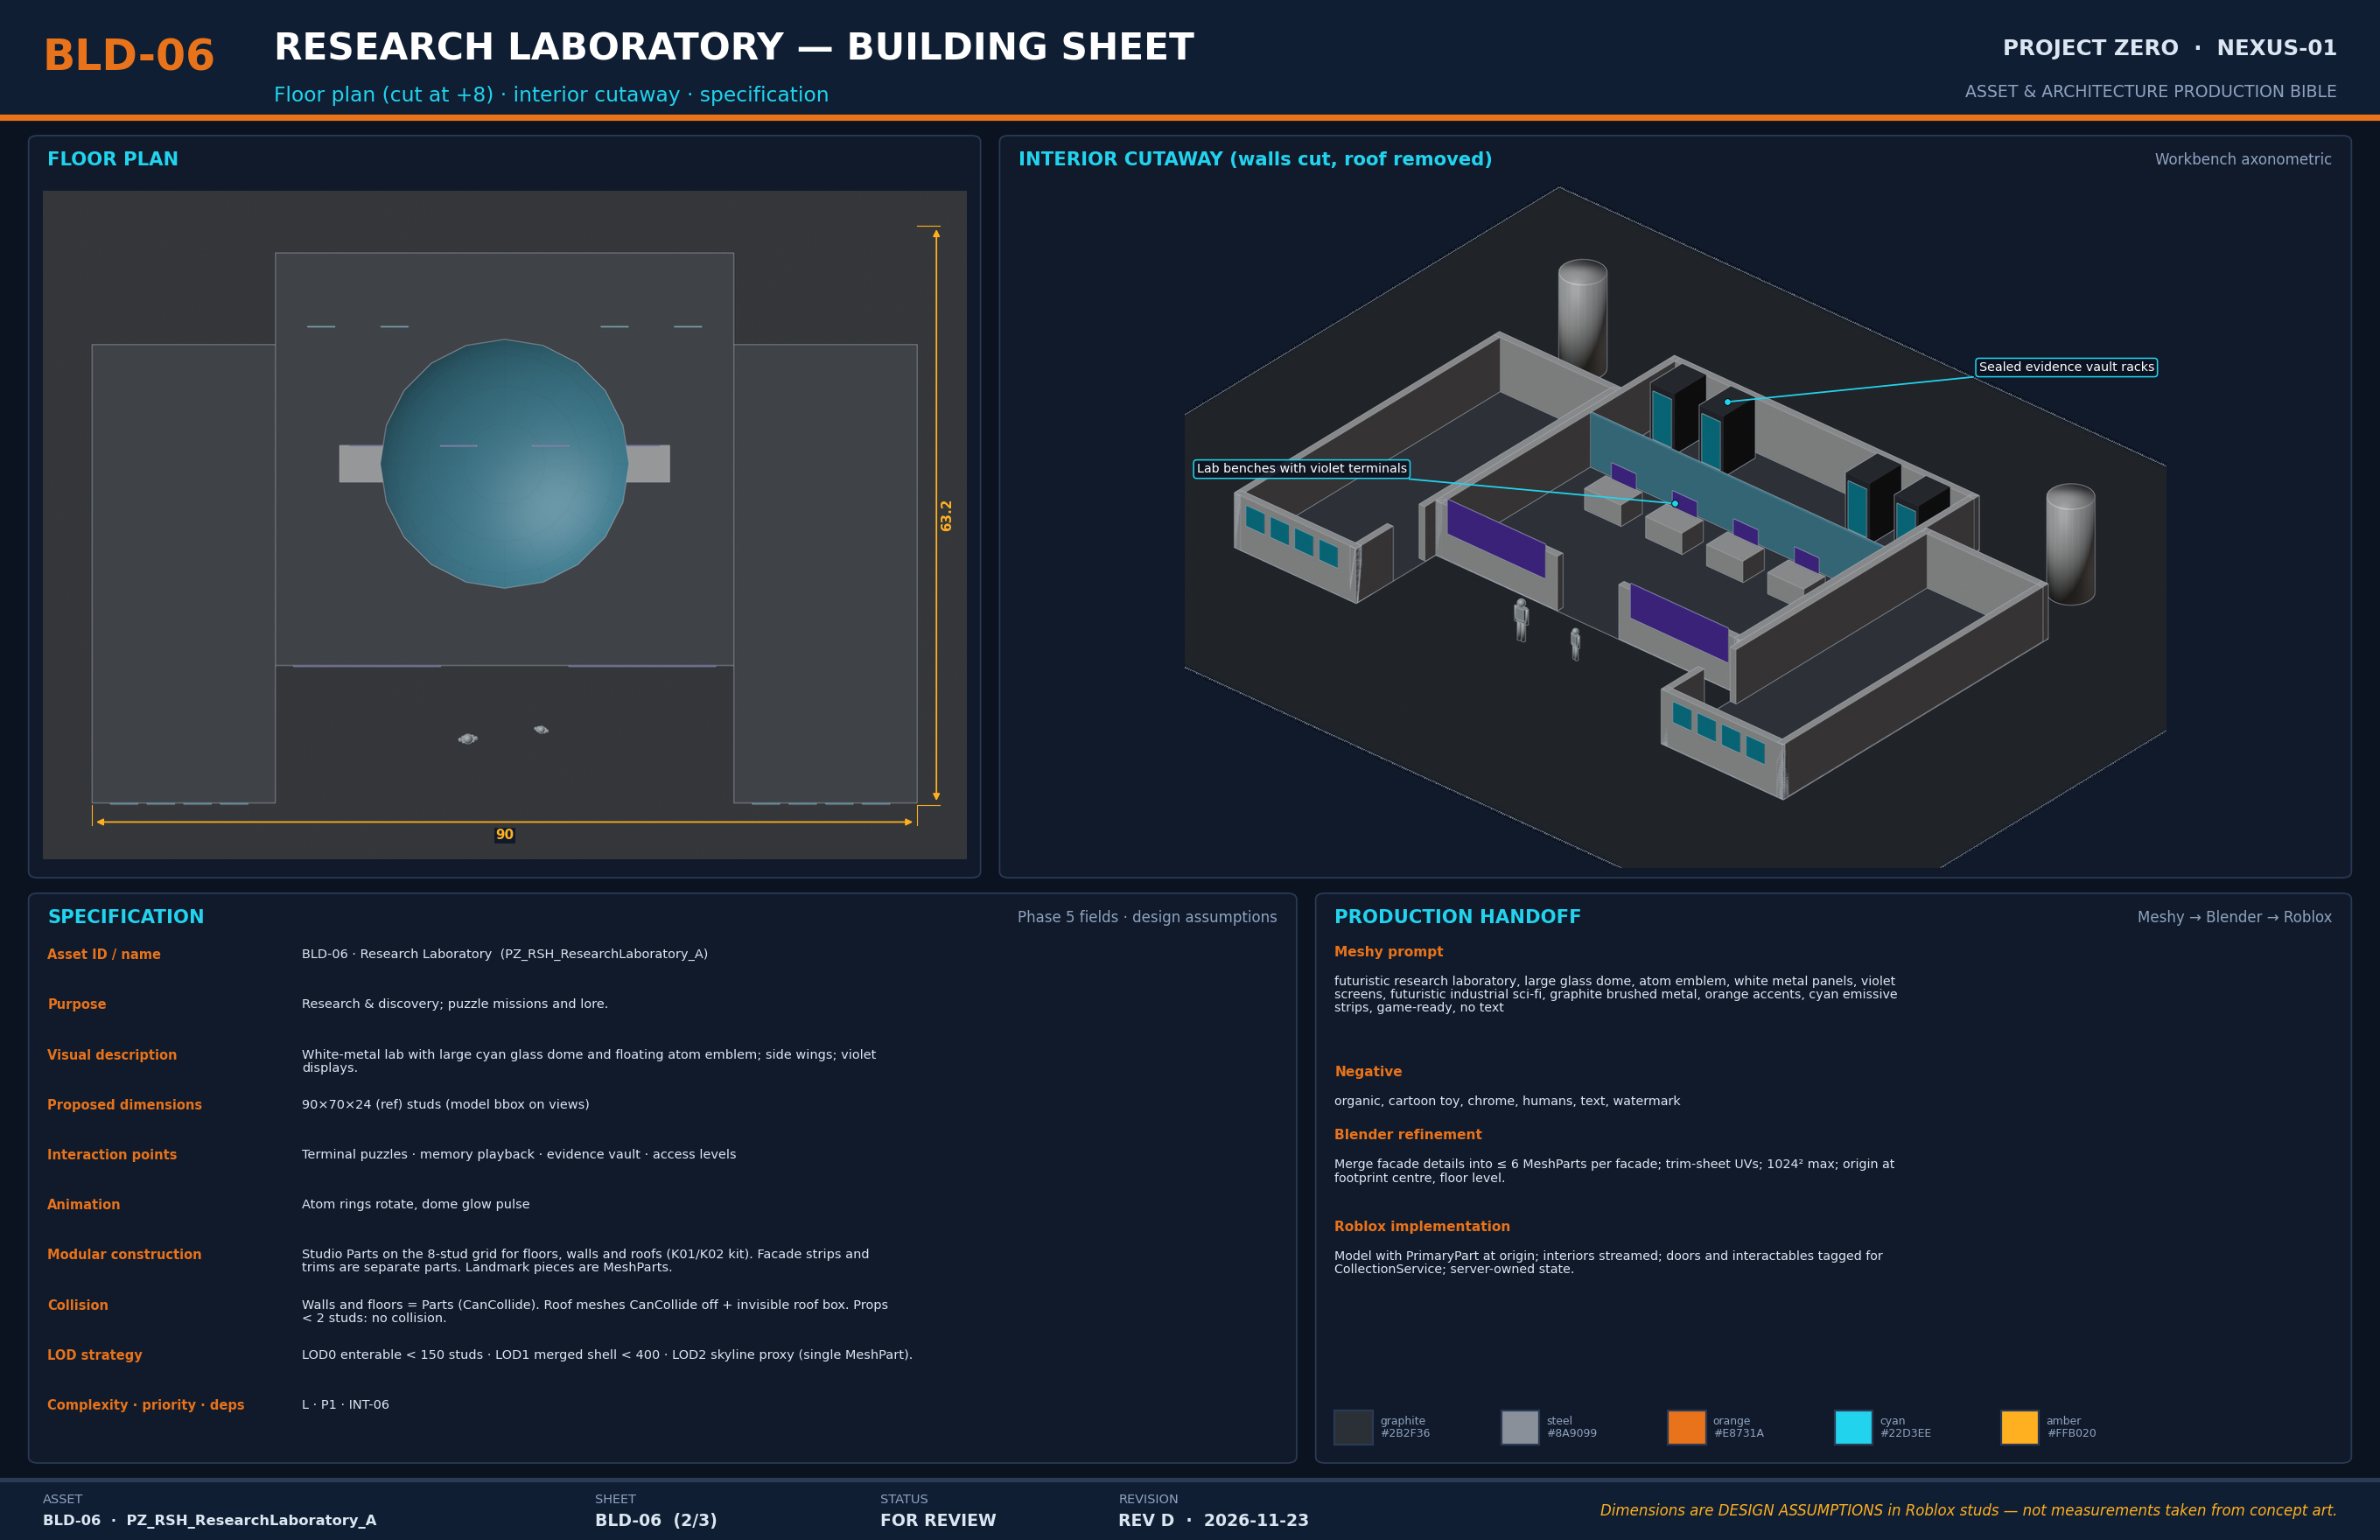 BLD-06
RESEARCH LABORATORY — BUILDING SHEET
Floor plan (cut at +8) · interior cutaway · specification
PROJECT ZERO · NEXUS-01
ASSET & ARCHITECTURE PRODUCTION BIBLE
FLOOR PLAN
63.2
90
INTERIOR CUTAWAY (walls cut, roof removed)
Workbench axonometric
Sealed evidence vault racks
Lab benches with violet terminals
SPECIFICATION
Phase 5 fields · design assumptions
Asset ID / name
BLD-06 · Research Laboratory (PZ_RSH_ResearchLaboratory_A)
Purpose
Research & discovery; puzzle missions and lore.
Visual description
White-metal lab with large cyan glass dome and floating atom emblem; side wings; violet
displays.
Proposed dimensions
90×70×24 (ref) studs (model bbox on views)
Interaction points
Terminal puzzles · memory playback · evidence vault · access levels
Animation
Atom rings rotate, dome glow pulse
Modular construction
Studio Parts on the 8-stud grid for floors, walls and roofs (K01/K02 kit). Facade strips and
trims are separate parts. Landmark pieces are MeshParts.
Collision
Walls and floors = Parts (CanCollide). Roof meshes CanCollide off + invisible roof box. Props
< 2 studs: no collision.
LOD strategy
LOD0 enterable < 150 studs · LOD1 merged shell < 400 · LOD2 skyline proxy (single MeshPart).
Complexity · priority · deps
L · P1 · INT-06
PRODUCTION HANDOFF
Meshy → Blender → Roblox
Meshy prompt
futuristic research laboratory, large glass dome, atom emblem, white metal panels, violet
screens, futuristic industrial sci-fi, graphite brushed metal, orange accents, cyan emissive
strips, game-ready, no text
Negative
organic, cartoon toy, chrome, humans, text, watermark
Blender refinement
Merge facade details into ≤ 6 MeshParts per facade; trim-sheet UVs; 1024² max; origin at
footprint centre, floor level.
Roblox implementation
Model with PrimaryPart at origin; interiors streamed; doors and interactables tagged for
CollectionService; server-owned state.
graphite
#2B2F36
steel
#8A9099
orange
#E8731A
cyan
#22D3EE
amber
#FFB020
ASSET
BLD-06 · PZ_RSH_ResearchLaboratory_A
SHEET
BLD-06 (2/3)
STATUS
FOR REVIEW
REVISION
REV D · 2026-11-23
Dimensions are DESIGN ASSUMPTIONS in Roblox studs — not measurements taken from concept art.